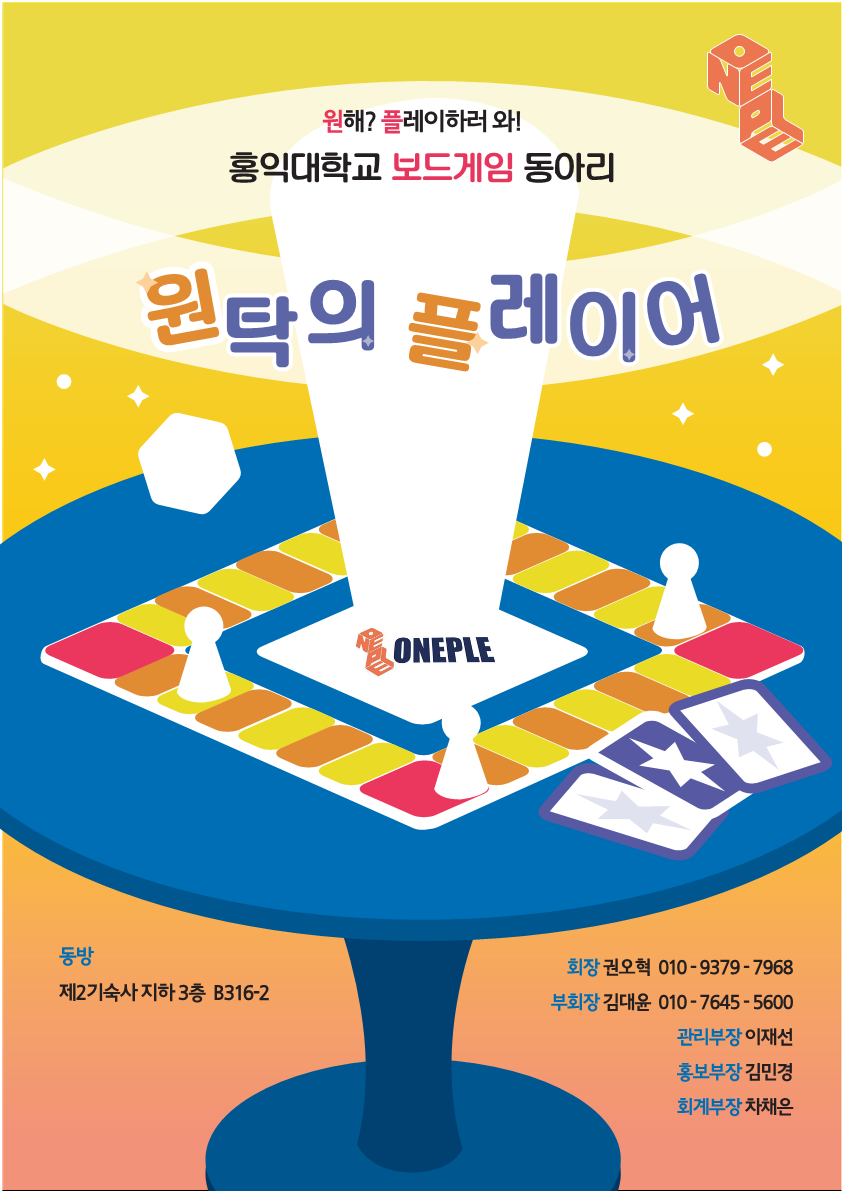 ONEPLE
원해? 플레이하러 와!
홍익대학교 보드게임 동아리
원탁의 플레이어
ONEPLE ONEPLE
동방
제2기숙사 지하 3층 B316-2
회장 권오혁 010 - 9379 - 7968
부회장 김대윤 010 - 7645 - 5600
관리부장 이재선
홍보부장 김민경
회계부장 차채은